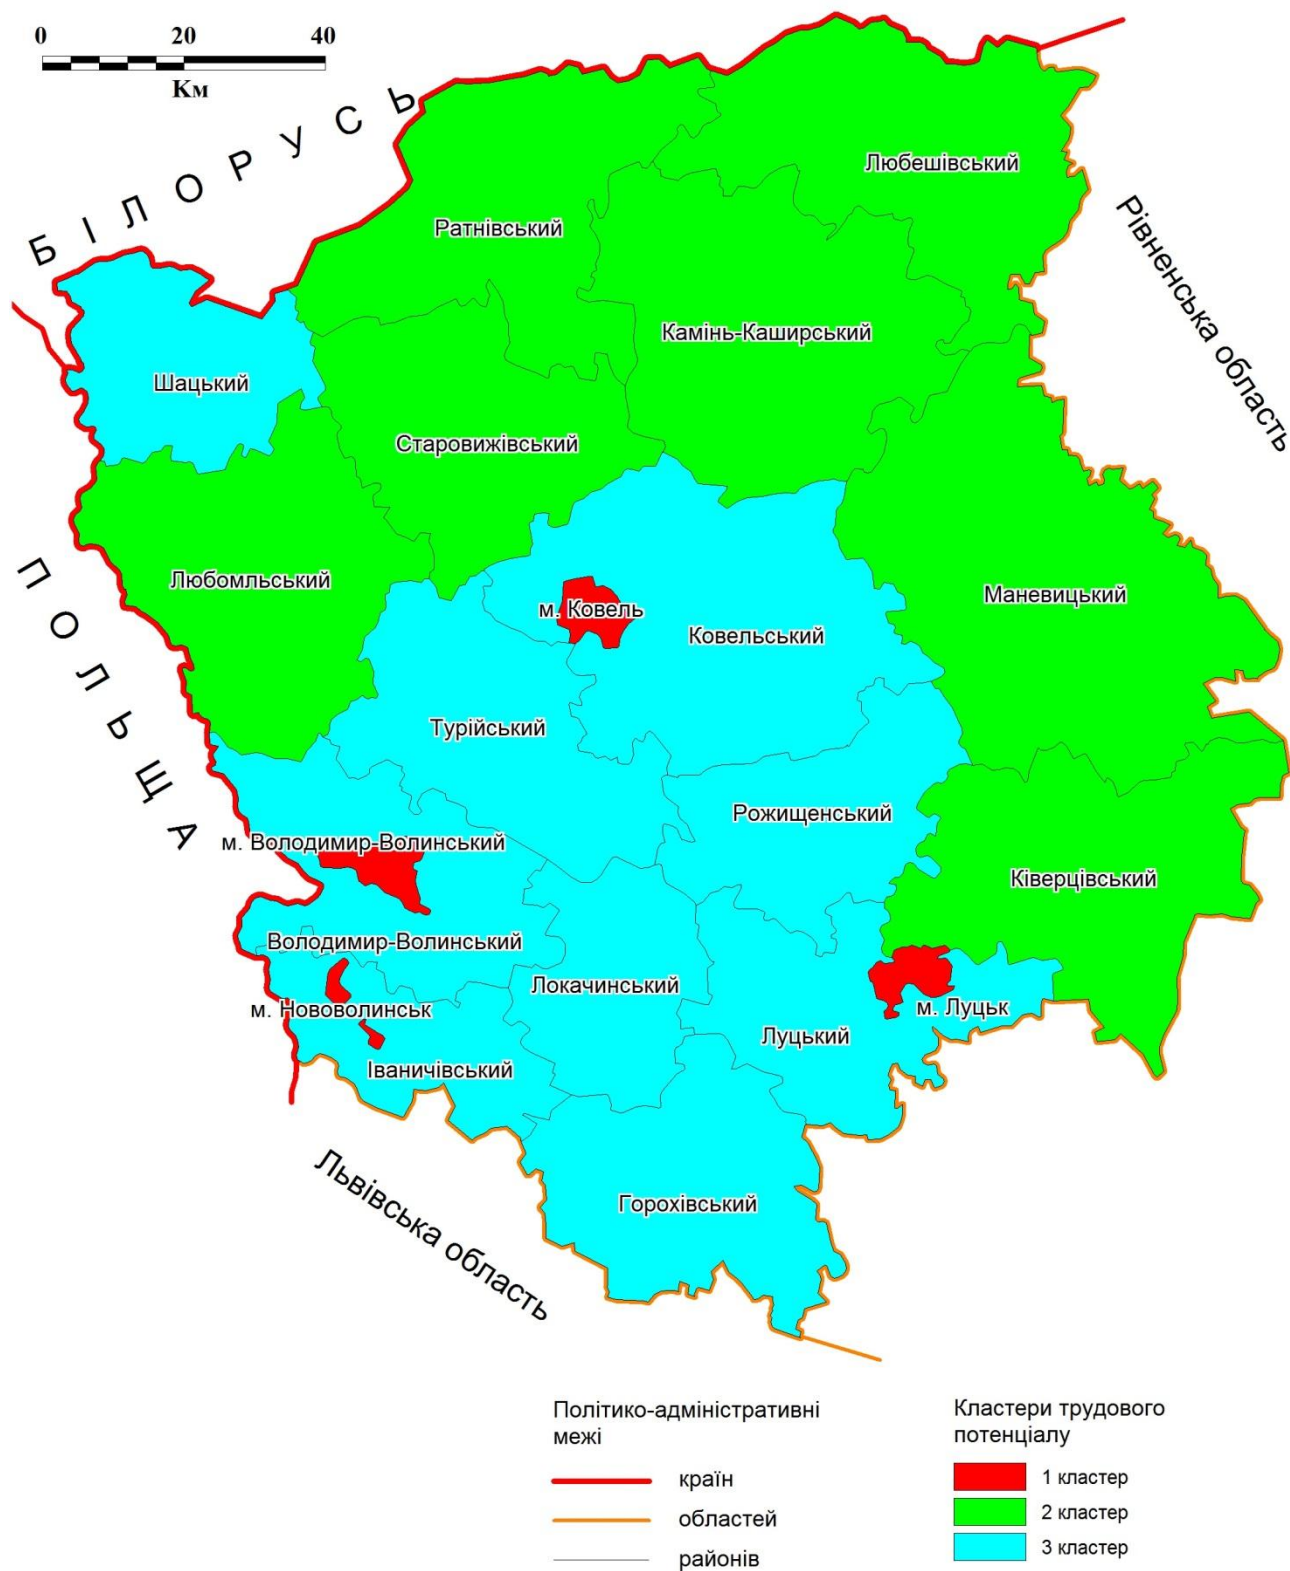 0 20 40
Км
БІЛОРУСЬ
Любешівський
Ратнівський
Рівненська область
Камінь-Каширський
Шацький
Старовижівський
Любомльський
Маневицький
м. Ковель
Ковельський
ПОЛЬЩА
Турійський
Рожищенський
м. Володимир-Волинський
Ківерцівський
Володимир-Волинський
Локачинський
м. Нововолинськ
м. Луцьк
Луцький
Іваничівський
Львівська область
Горохівський
Політико-адміністративні
межі
країн
областей
районів
Кластери трудового
потенціалу
1 кластер
2 кластер
3 кластер